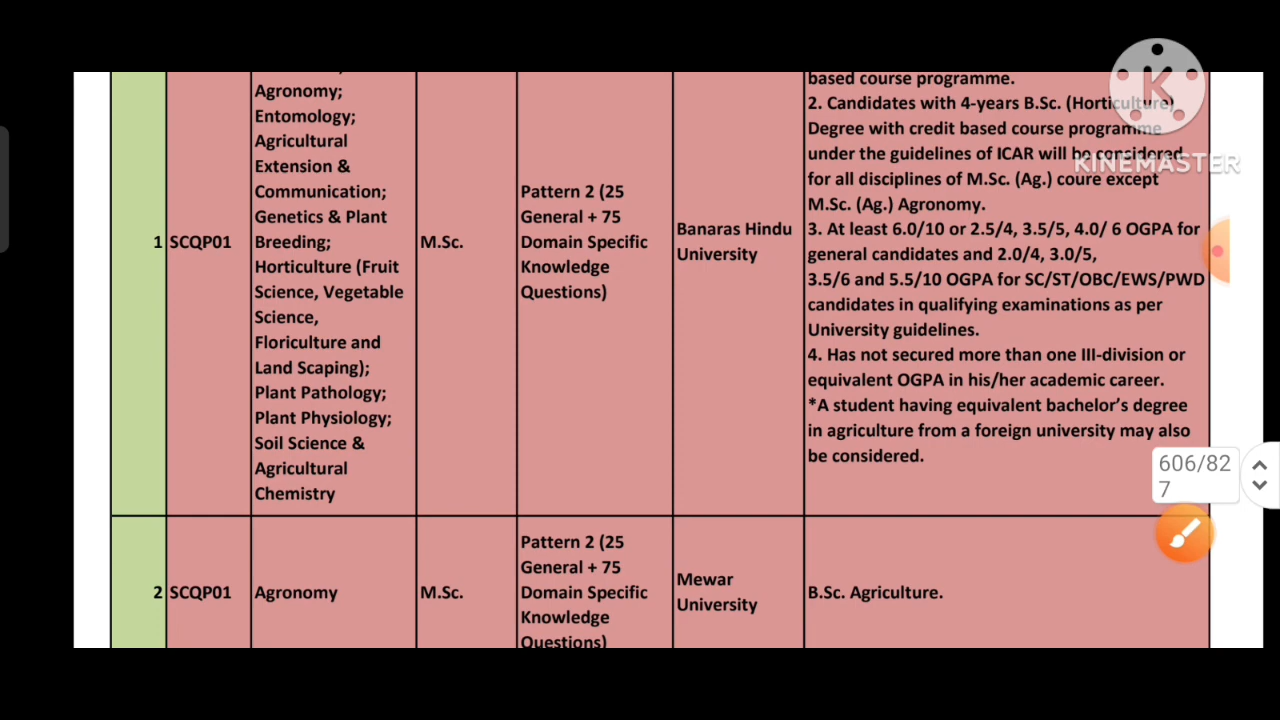 based course programme.
Agronomy;
Entomology;
Agricultural
Extension &
Communication;
Genetics & Plant
Breeding;
Horticulture (Fruit
Science, Vegetable
Science,
Floriculture and
Land Scaping);
Plant Pathology;
Plant Physiology;
Soil Science &
Agricultural
Chemistry
1 SCQP01
M.Sc.
Pattern 2 (25
General + 75
Domain Specific
Knowledge
Questions)
Banaras Hindu
University
2. Candidates with 4-years B.Sc. (Horticulture)
Degree with credit based course programme
under the guidelines of ICAR will be considered
for all disciplines of M.Sc. (Ag.) coure except
M.Sc. (Ag.) Agronomy.
3. At least 6.0/10 or 2.5/4, 3.5/5, 4.0/ 6 OGPA for
general candidates and 2.0/4, 3.0/5,
3.5/6 and 5.5/10 OGPA for SC/ST/OBC/EWS/PWD
candidates in qualifying examinations as per
University guidelines.
4. Has not secured more than one III-division or
equivalent OGPA in his/her academic career.
*A student having equivalent bachelor’s degree
in agriculture from a foreign university may also
be considered.
2 SCQP01
Agronomy
M.Sc.
Pattern 2 (25
General + 75
Domain Specific
Knowledge
Questions)
Mewar
University
B.Sc. Agriculture.
K
KINEMASTER
606/82
7